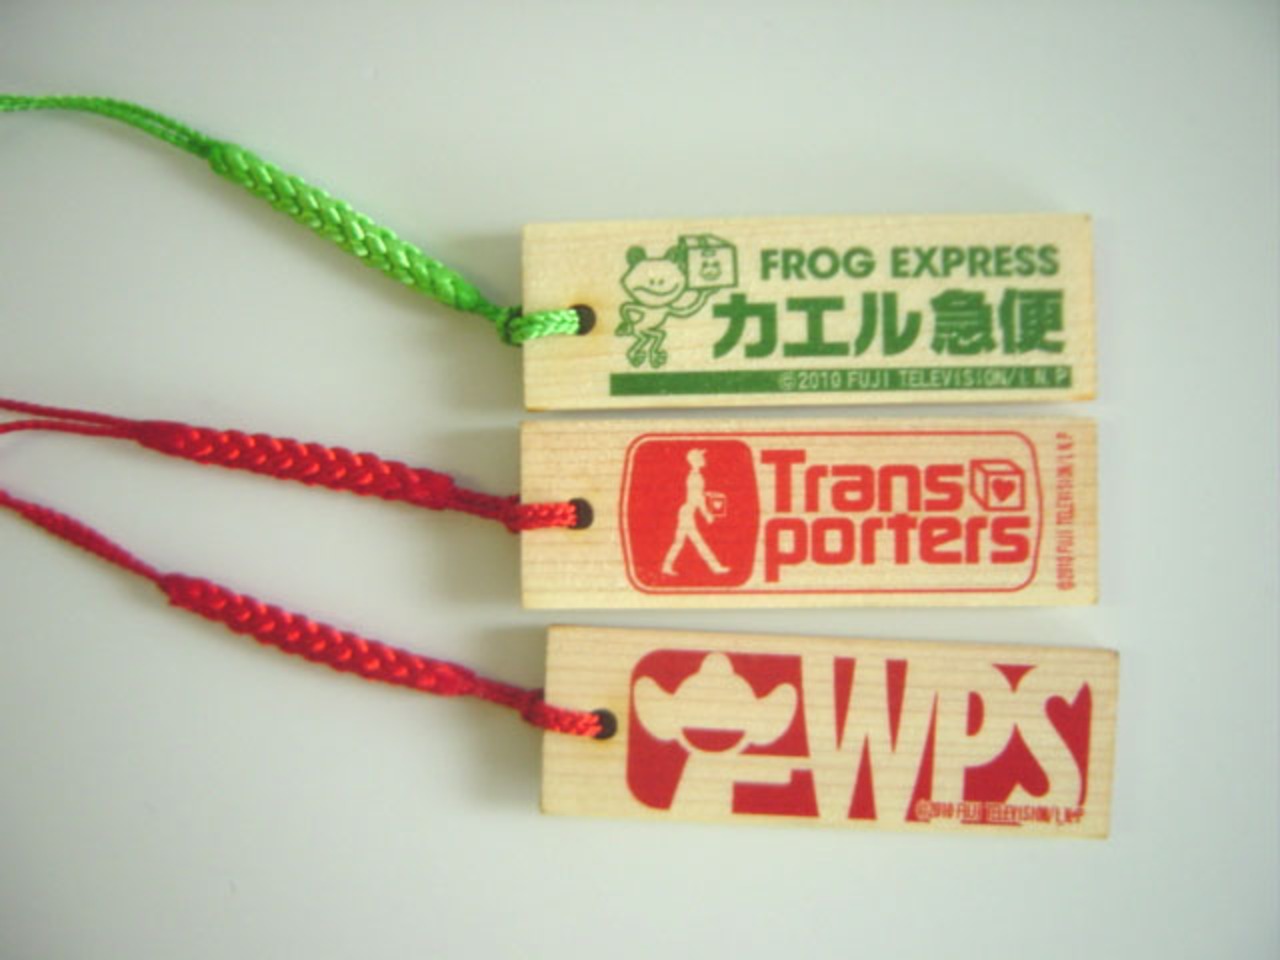 FROG EXPRESS
カエル急便
©2010 FUJI TELEVISION/I.N.P
Trans
porters
©2010 FUJI TELEVISION/I.N.P
WPS
©2010 FUJI TELEVISION/I.N.P